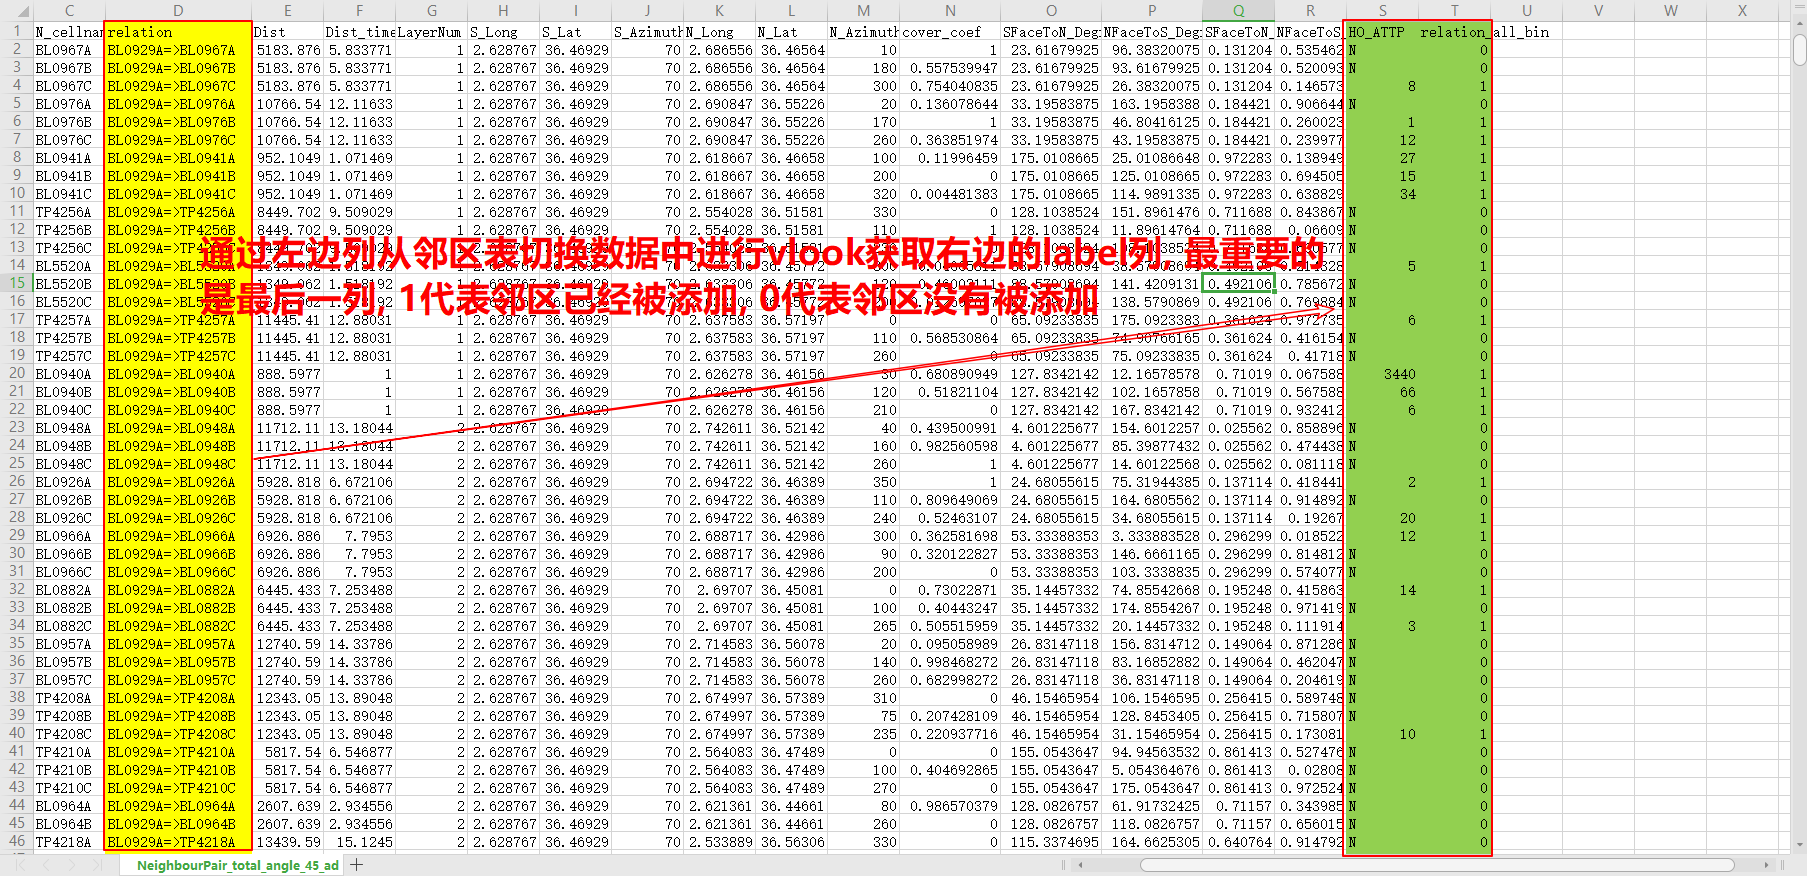 C D E F G H I J K L M N O P Q R S T U V W X
1 N_cellnam relation Dist Dist_time LayerNum S_Long S_Lat S_Azimuth N_Long N_Lat N_Azimuth cover_coef SFaceToN_Deg NFaceToS_Deg SFaceToN_ NFaceToS_ HO_ATTP relation_all_bin
2 BL0967A BL0929A=>BL0967A 5183.876 5.833771 1 2.628767 36.46929 70 2.686556 36.46564 10 1 23.61679925 96.38320075 0.131204 0.535462 N 0
3 BL0967B BL0929A=>BL0967B 5183.876 5.833771 1 2.628767 36.46929 70 2.686556 36.46564 180 0.557539947 23.61679925 93.61679925 0.131204 0.520093 N 0
4 BL0967C BL0929A=>BL0967C 5183.876 5.833771 1 2.628767 36.46929 70 2.686556 36.46564 300 0.754040835 23.61679925 26.38320075 0.131204 0.146573 8 1
5 BL0976A BL0929A=>BL0976A 10766.54 12.11633 1 2.628767 36.46929 70 2.690847 36.55226 20 0.136078644 33.19583875 163.1958388 0.184421 0.906644 N 0
6 BL0976B BL0929A=>BL0976B 10766.54 12.11633 1 2.628767 36.46929 70 2.690847 36.55226 170 1 33.19583875 46.80416125 0.184421 0.260023 1 1
7 BL0976C BL0929A=>BL0976C 10766.54 12.11633 1 2.628767 36.46929 70 2.690847 36.55226 260 0.363851974 33.19583875 43.19583875 0.184421 0.239977 12 1
8 BL0941A BL0929A=>BL0941A 952.1049 1.071469 1 2.628767 36.46929 70 2.618667 36.46658 100 0.11996459 175.0108665 25.01086648 0.972283 0.138949 27 1
9 BL0941B BL0929A=>BL0941B 952.1049 1.071469 1 2.628767 36.46929 70 2.618667 36.46658 200 0 175.0108665 125.0108665 0.972283 0.694505 15 1
10 BL0941C BL0929A=>BL0941C 952.1049 1.071469 1 2.628767 36.46929 70 2.618667 36.46658 320 0.004481383 175.0108665 114.9891335 0.972283 0.638829 34 1
11 TP4256A BL0929A=>TP4256A 8449.702 9.509029 1 2.628767 36.46929 70 2.554028 36.51581 330 0 128.1038524 151.8961476 0.711688 0.843867 N 0
12 TP4256B BL0929A=>TP4256B 8449.702 9.509029 1 2.628767 36.46929 70 2.554028 36.51581 110 1 128.1038524 11.89614764 0.711688 0.06609 N 0
13 TP4256C N 0
通过左边列从邻区衰切换数据中进行vlook获取右边的label列, 最重要的
14 BL5520A 5 1
15 BL5520B 141.4209131 0.492106 0.785672 N 0
是最后一列, 1代表邻区已经被添加, 0代表邻区没有被添加
16 BL5520C 138.5790869 0.492106 0.769884 N 0
17 TP4257A BL0929A=>TP4257A 11445.41 12.88031 1 2.628767 36.46929 70 2.637583 36.57197 0 0 65.09233835 175.0923383 0.361624 0.972735 6 1
18 TP4257B BL0929A=>TP4257B 11445.41 12.88031 1 2.628767 36.46929 70 2.637583 36.57197 110 0.568530864 65.09233835 74.90766165 0.361624 0.416154 N 0
19 TP4257C BL0929A=>TP4257C 11445.41 12.88031 1 2.628767 36.46929 70 2.637583 36.57197 260 0 65.09233835 75.09233835 0.361624 0.41718 N 0
20 BL0940A BL0929A=>BL0940A 888.5977 1 1 2.628767 36.46929 70 2.626278 36.46156 30 0.680890949 127.8342142 12.16578578 0.71019 0.067588 3440 1
21 BL0940B BL0929A=>BL0940B 888.5977 1 1 2.628767 36.46929 70 2.626278 36.46156 120 0.51821104 127.8342142 102.1657858 0.71019 0.567588 66 1
22 BL0940C BL0929A=>BL0940C 888.5977 1 1 2.628767 36.46929 70 2.626278 36.46156 210 0 127.8342142 167.8342142 0.71019 0.932412 6 1
23 BL0948A BL0929A=>BL0948A 11712.11 13.18044 2 2.628767 36.46929 70 2.742611 36.52142 40 0.439500991 4.601225677 154.6012257 0.025562 0.858896 N 0
24 BL0948B BL0929A=>BL0948B 11712.11 13.18044 2 2.628767 36.46929 70 2.742611 36.52142 160 0.982560598 4.601225677 85.39877432 0.025562 0.474438 N 0
25 BL0948C BL0929A=>BL0948C 11712.11 13.18044 2 2.628767 36.46929 70 2.742611 36.52142 260 1 4.601225677 14.60122568 0.025562 0.081118 N 0
26 BL0926A BL0929A=>BL0926A 5928.818 6.672106 2 2.628767 36.46929 70 2.694722 36.46389 350 1 24.68055615 75.31944385 0.137114 0.418441 2 1
27 BL0926B BL0929A=>BL0926B 5928.818 6.672106 2 2.628767 36.46929 70 2.694722 36.46389 110 0.809649069 24.68055615 164.6805562 0.137114 0.914892 N 0
28 BL0926C BL0929A=>BL0926C 5928.818 6.672106 2 2.628767 36.46929 70 2.694722 36.46389 240 0.52463107 24.68055615 34.68055615 0.137114 0.19267 20 1
29 BL0966A BL0929A=>BL0966A 6926.886 7.7953 2 2.628767 36.46929 70 2.688717 36.42986 300 0.362581698 53.33388353 3.333883528 0.296299 0.018522 12 1
30 BL0966B BL0929A=>BL0966B 6926.886 7.7953 2 2.628767 36.46929 70 2.688717 36.42986 90 0.320122827 53.33388353 146.6661165 0.296299 0.814812 N 0
31 BL0966C BL0929A=>BL0966C 6926.886 7.7953 2 2.628767 36.46929 70 2.688717 36.42986 200 0 53.33388353 103.3338835 0.296299 0.574077 N 0
32 BL0882A BL0929A=>BL0882A 6445.433 7.253488 2 2.628767 36.46929 70 2.69707 36.45081 0 0.73022871 35.14457332 74.85542668 0.195248 0.415863 14 1
33 BL0882B BL0929A=>BL0882B 6445.433 7.253488 2 2.628767 36.46929 70 2.69707 36.45081 100 0.40443247 35.14457332 174.8554267 0.195248 0.971419 N 0
34 BL0882C BL0929A=>BL0882C 6445.433 7.253488 2 2.628767 36.46929 70 2.69707 36.45081 265 0.505515959 35.14457332 20.14457332 0.195248 0.111914 3 1
35 BL0957A BL0929A=>BL0957A 12740.59 14.33786 2 2.628767 36.46929 70 2.714583 36.56078 20 0.095058989 26.83147118 156.8314712 0.149064 0.871286 N 0
36 BL0957B BL0929A=>BL0957B 12740.59 14.33786 2 2.628767 36.46929 70 2.714583 36.56078 140 0.998468272 26.83147118 83.16852882 0.149064 0.462047 N 0
37 BL0957C BL0929A=>BL0957C 12740.59 14.33786 2 2.628767 36.46929 70 2.714583 36.56078 260 0.682998272 26.83147118 36.83147118 0.149064 0.204619 N 0
38 TP4208A BL0929A=>TP4208A 12343.05 13.89048 2 2.628767 36.46929 70 2.674997 36.57389 310 0 46.15465954 106.1546595 0.256415 0.589748 N 0
39 TP4208B BL0929A=>TP4208B 12343.05 13.89048 2 2.628767 36.46929 70 2.674997 36.57389 75 0.207428109 46.15465954 128.8453405 0.256415 0.715807 N 0
40 TP4208C BL0929A=>TP4208C 12343.05 13.89048 2 2.628767 36.46929 70 2.674997 36.57389 235 0.220937716 46.15465954 31.15465954 0.256415 0.173081 10 1
41 TP4210A BL0929A=>TP4210A 5817.54 6.546877 2 2.628767 36.46929 70 2.564083 36.47489 0 0 155.0543647 94.94563532 0.861413 0.527476 N 0
42 TP4210B BL0929A=>TP4210B 5817.54 6.546877 2 2.628767 36.46929 70 2.564083 36.47489 100 0.404692865 155.0543647 5.054364676 0.861413 0.02808 N 0
43 TP4210C BL0929A=>TP4210C 5817.54 6.546877 2 2.628767 36.46929 70 2.564083 36.47489 270 0 155.0543647 175.0543647 0.861413 0.972524 N 0
44 BL0964A BL0929A=>BL0964A 2607.639 2.934556 2 2.628767 36.46929 70 2.621361 36.44661 80 0.986570379 128.0826757 61.91732425 0.71157 0.343985 N 0
45 BL0964B BL0929A=>BL0964B 2607.639 2.934556 2 2.628767 36.46929 70 2.621361 36.44661 260 0 128.0826757 118.0826757 0.71157 0.656015 N 0
46 TP4218A BL0929A=>TP4218A 13439.59 15.1245 2 2.628767 36.46929 70 2.533889 36.56306 330 0 115.3374695 164.6625305 0.640764 0.914792 N 0
NeighbourPair_total_angle_45_ad